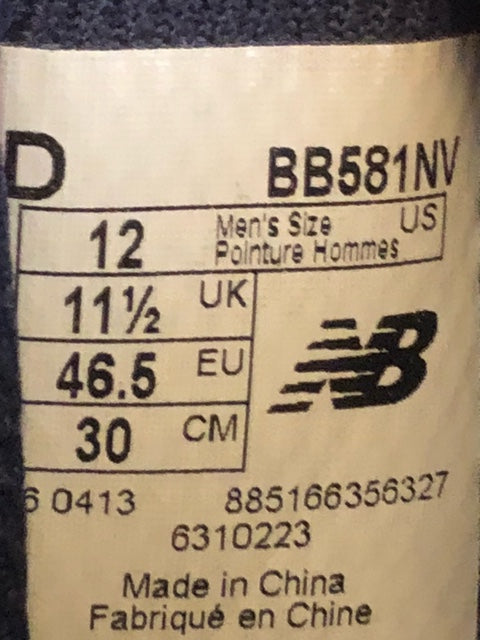 D BB581NV
12 Men's Size US
Pointure Hommes
11½ UK
46.5 EU
30 CM
NB
6 0413 885166356327
6310223
Made in China
Fabriqué en Chine